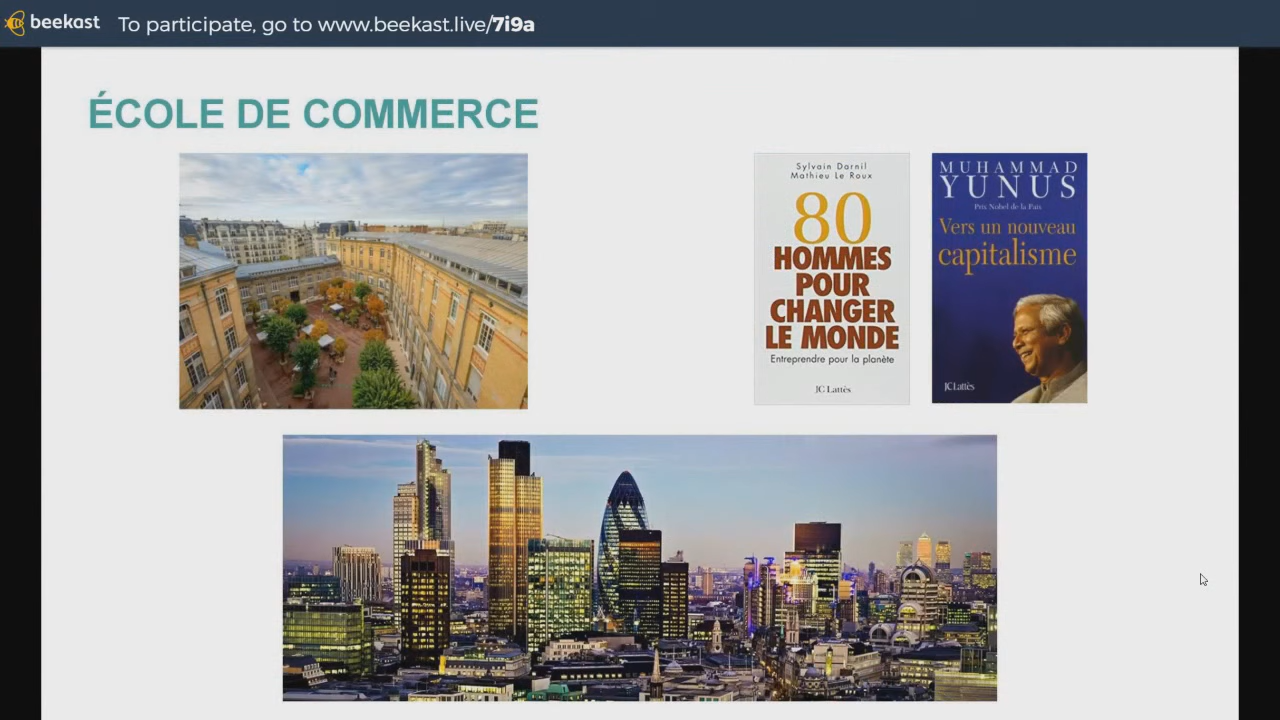 beekast To participate, go to www.beekast.live/7i9a
ÉCOLE DE COMMERCE
Sylvain Darnil
Mathieu Le Roux
80
HOMMES
POUR
CHANGER
LE MONDE
Entreprendre pour la planète
JC Lattès
MUHAMMAD
YUNUS
Prix Nobel de la Paix
Vers un nouveau
capitalisme
JC Lattès